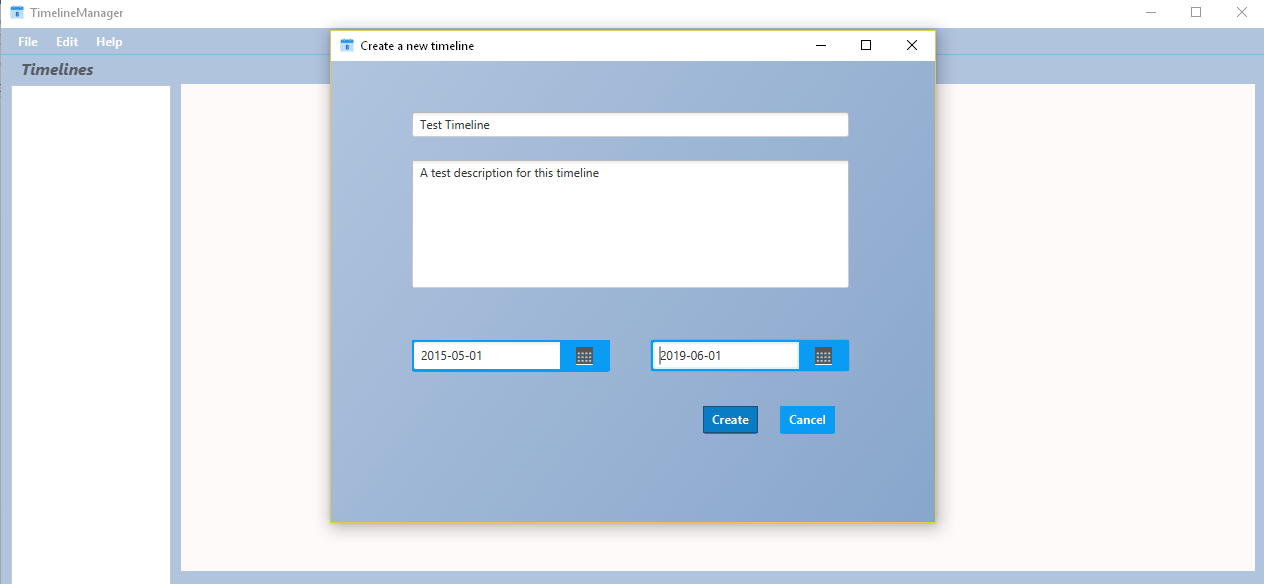 TimelineManager
File Edit Help
Timelines
Create a new timeline
Test Timeline
A test description for this timeline
2015-05-01
2019-06-01
Create
Cancel